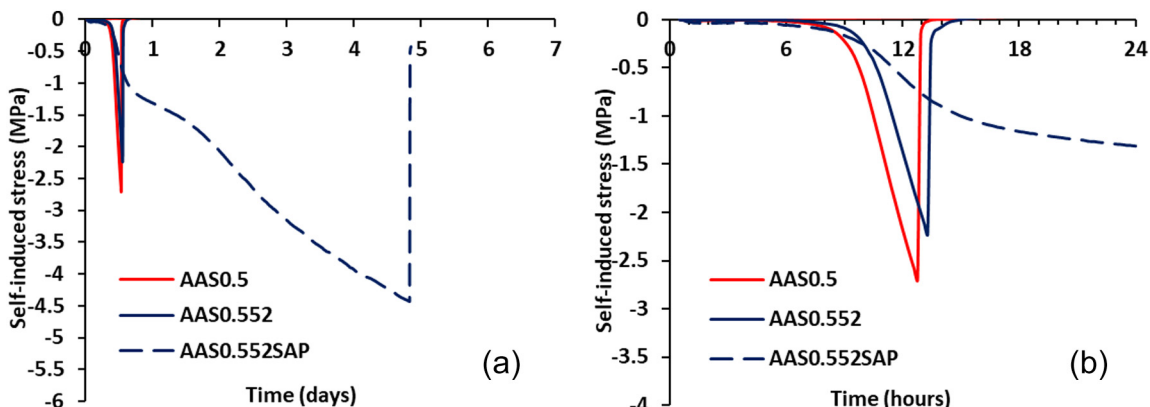 0
-0.5
-1
-1.5
-2
-2.5
-3
-3.5
-4
-4.5
-5
-5.5
-6
Self-induced stress (MPa)
0 1 2 3 4 5 6 7
AAS0.5
AAS0.552
AAS0.552SAP
(a)
Time (days)
0
-0.5
-1
-1.5
-2
-2.5
-3
-3.5
-4
Self-induced stress (MPa)
0 6 12 18 24
AAS0.5
AAS0.552
AAS0.552SAP
(b)
Time (hours)